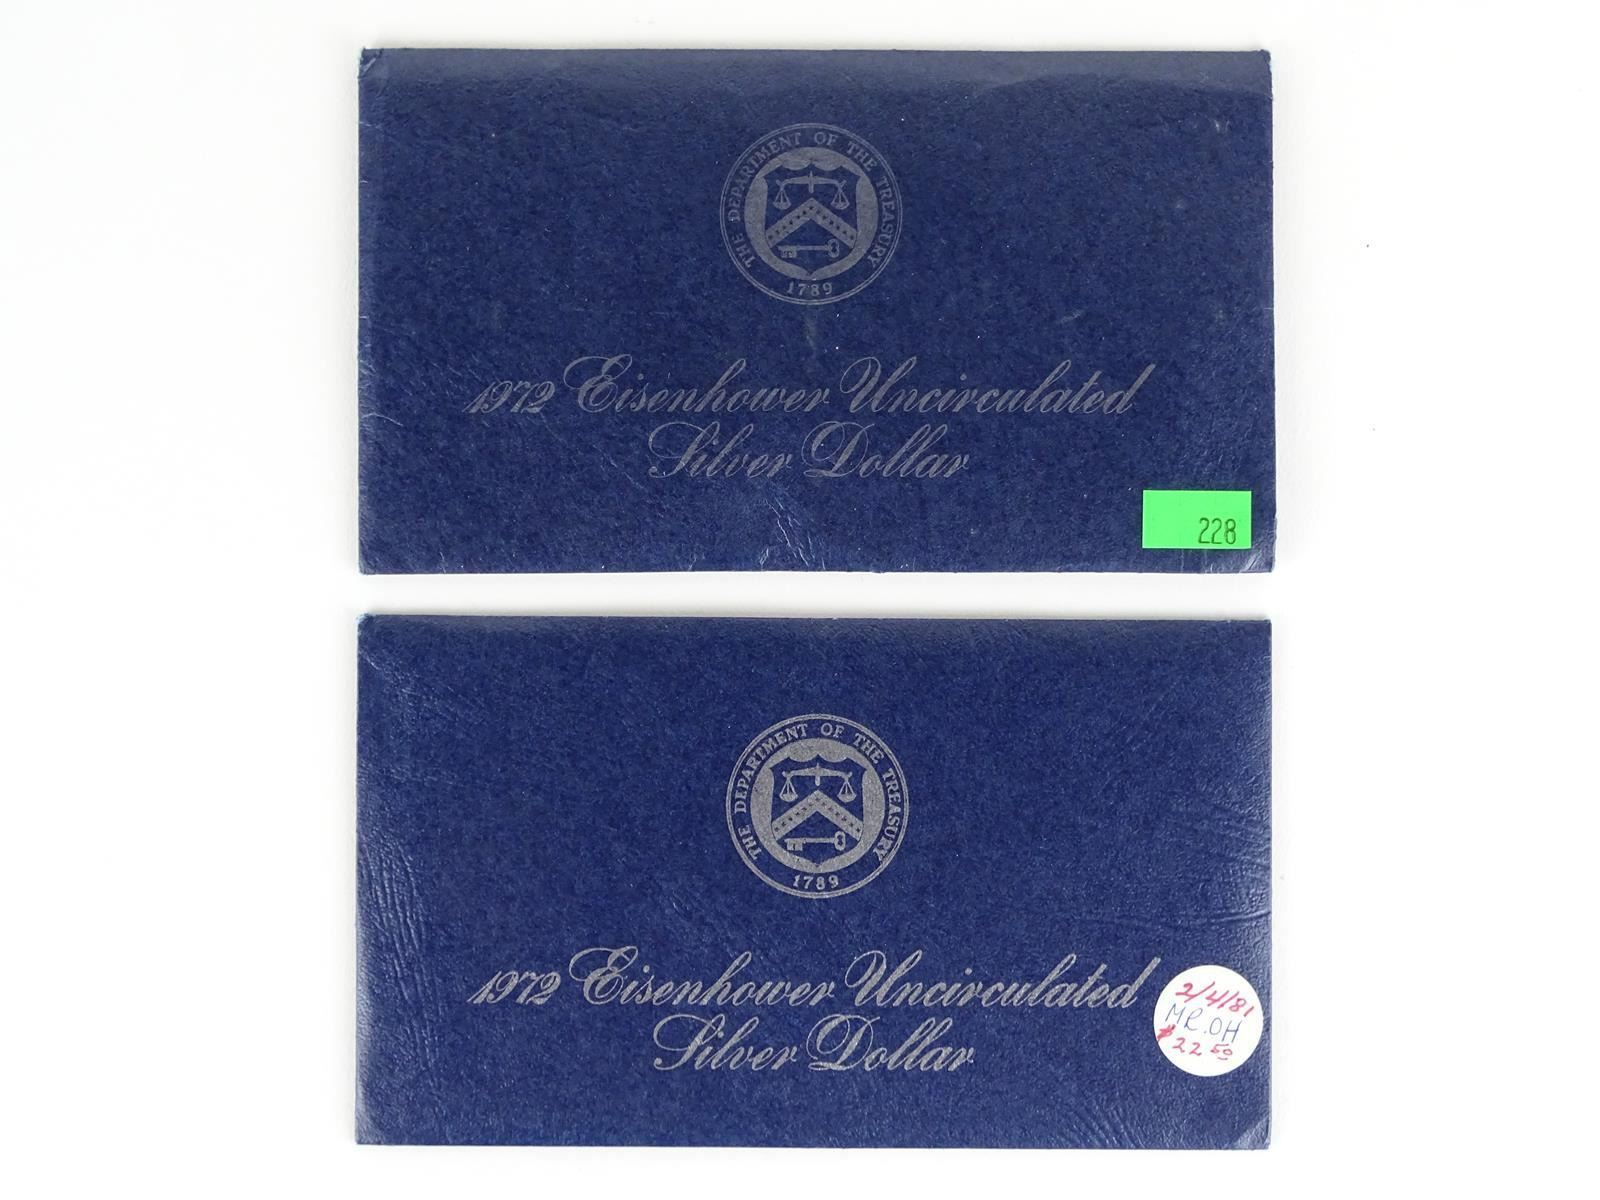 THE DEPARTMENT OF THE TREASURY
1789
1972 Eisenhower Uncirculated
Silver Dollar
228
THE DEPARTMENT OF THE TREASURY
1789
1972 Eisenhower Uncirculated
Silver Dollar
2/4/81
MR. OH
$22 50